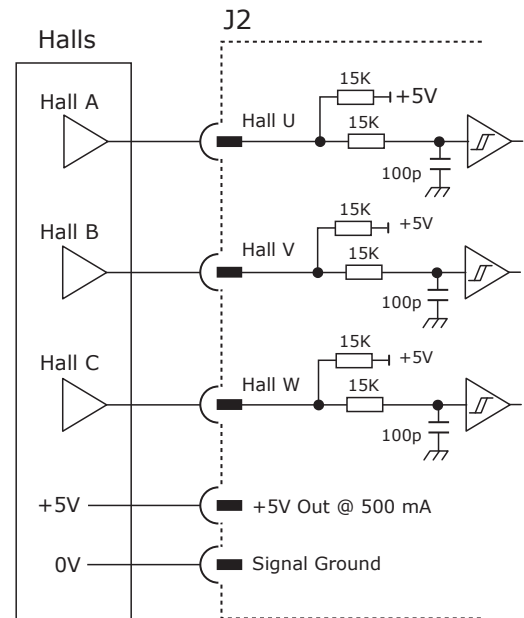 J2
Halls
Hall A
Hall U
15K
+5V
15K
100p
Hall B
Hall V
15K
+5V
15K
100p
Hall C
Hall W
15K
+5V
15K
100p
+5V
+5V Out @ 500 mA
0V
Signal Ground